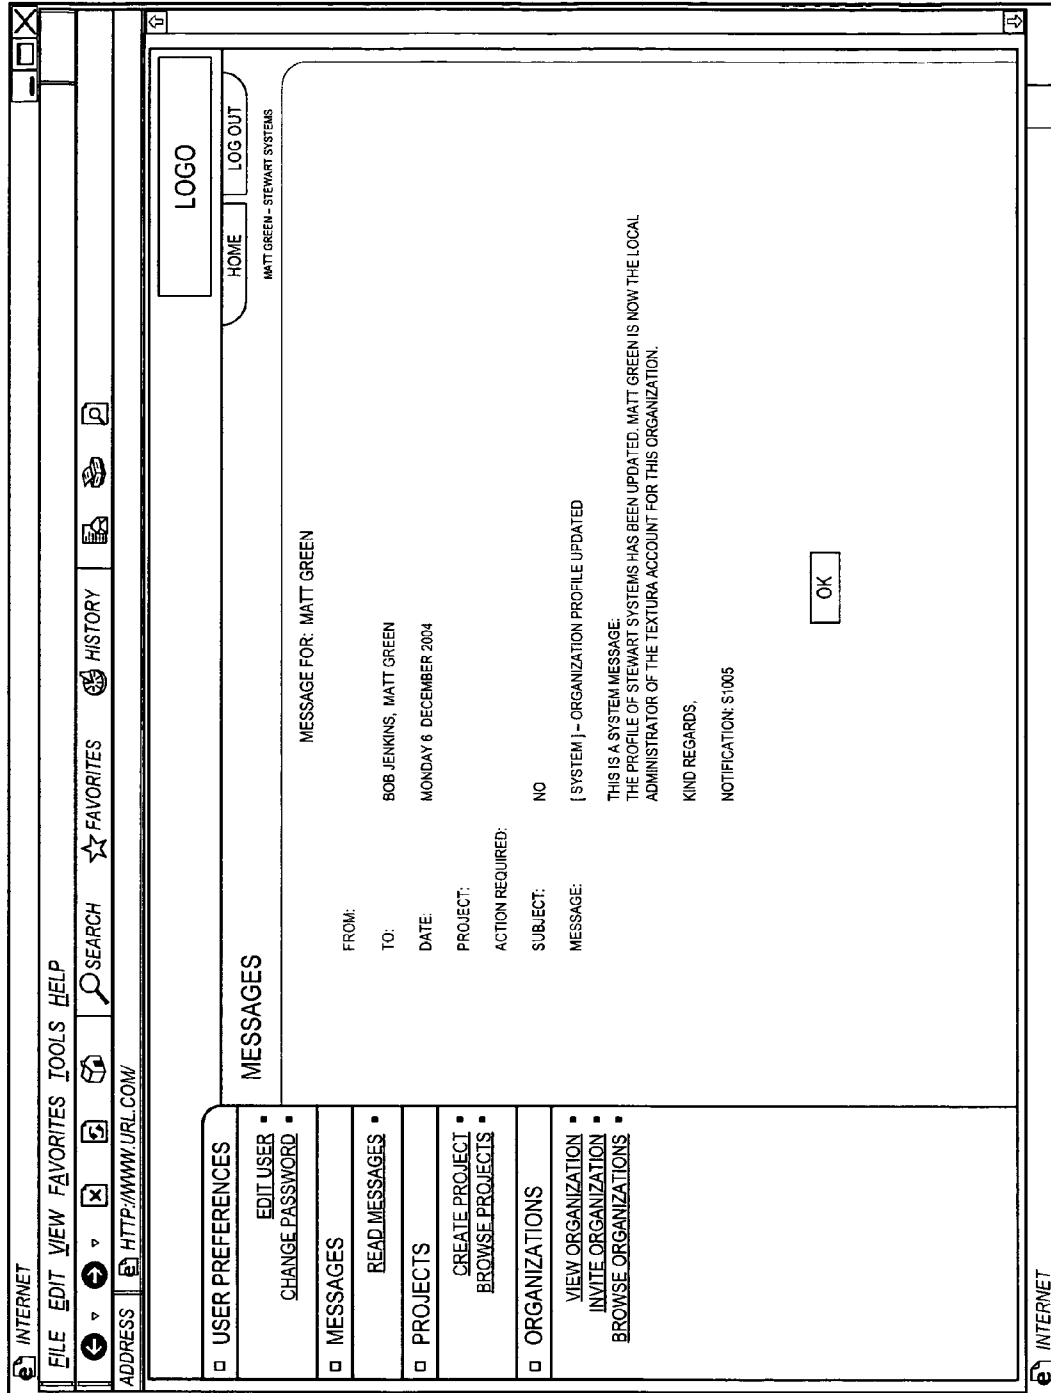 INTERNET
FILE EDIT VIEW FAVORITES TOOLS HELP
SEARCH FAVORITES HISTORY
ADDRESS HTTP://WWW.URL.COM/
LOGO
HOME LOG OUT
MATT GREEN – STEWART SYSTEMS
USER PREFERENCES
EDIT USER
CHANGE PASSWORD
MESSAGES
READ MESSAGES
PROJECTS
CREATE PROJECT
BROWSE PROJECTS
ORGANIZATIONS
VIEW ORGANIZATION
INVITE ORGANIZATION
BROWSE ORGANIZATIONS
MESSAGES
MESSAGE FOR: MATT GREEN
FROM:
TO: BOB JENKINS, MATT GREEN
DATE: MONDAY 6 DECEMBER 2004
PROJECT:
ACTION REQUIRED:
SUBJECT: NO
MESSAGE: [ SYSTEM ] – ORGANIZATION PROFILE UPDATED
THIS IS A SYSTEM MESSAGE:
THE PROFILE OF STEWART SYSTEMS HAS BEEN UPDATED. MATT GREEN IS NOW THE LOCAL
ADMINISTRATOR OF THE TEXTURA ACCOUNT FOR THIS ORGANIZATION.
KIND REGARDS,
NOTIFICATION: S1005
OK
INTERNET